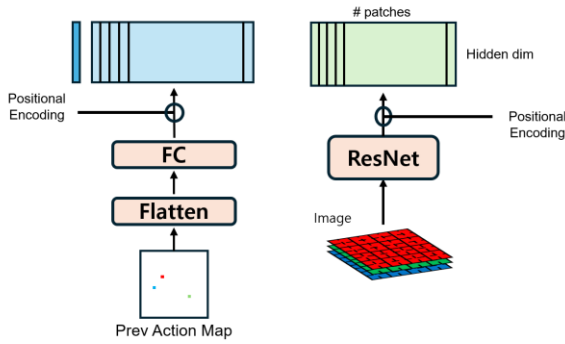 # patches
Hidden dim
Positional
Encoding
FC
Flatten
Prev Action Map
Positional
Encoding
ResNet
Image